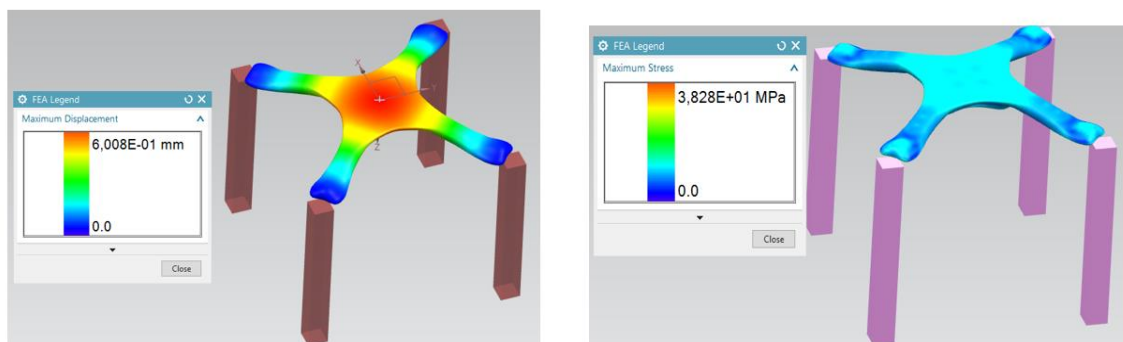 FEA Legend
Maximum Displacement
6,008E-01 mm
0.0
Close
X
Y
Z
FEA Legend
Maximum Stress
3,828E+01 MPa
0.0
Close